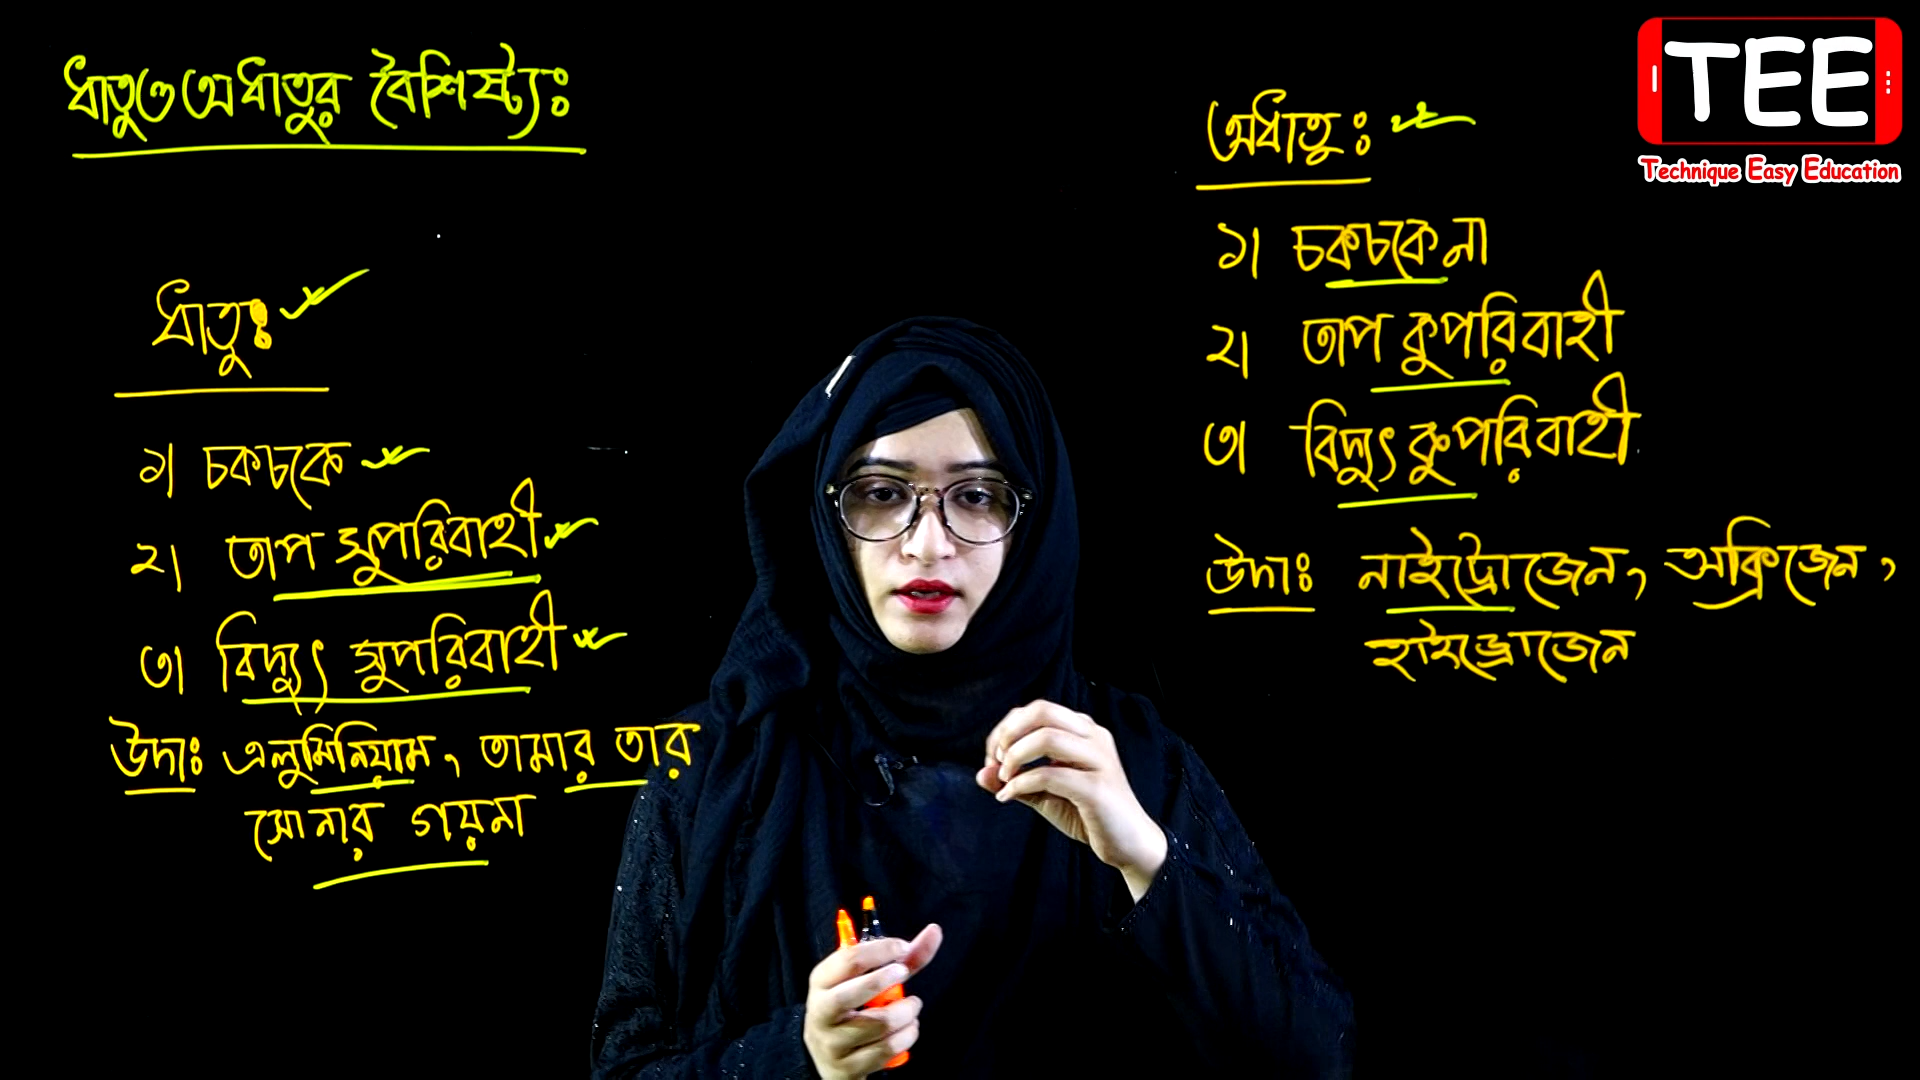 ধাতু ও অধাতুর বৈশিষ্ট্যঃ
ধাতুঃ
১। চকচকে
২। তাপ সুপরিবাহী
৩। বিদ্যুৎ সুপরিবাহী
উদাঃ এলুমিনিয়াম, তামার তার
সোনার গয়না
অধাতুঃ
১। চকচকে না
২। তাপ কুপরিবাহী
৩। বিদ্যুৎ কুপরিবাহী
উদাঃ নাইট্রোজেন, অক্সিজেন,
হাইড্রোজেন
TEE
Technique Easy Education